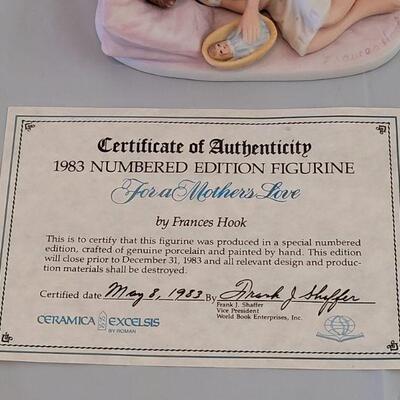 Certificate of Authenticity
1983 NUMBERED EDITION FIGURINE
For a Mother's Love
by Frances Hook
This is to certify that this figurine was produced in a special numbered
edition, crafted of genuine porcelain and painted by hand. This edition
will close prior to December 31, 1983 and all relevant design and produc-
tion materials shall be destroyed.
Certified date May 8, 1983 By Frank J Shaffer
Frank J. Shaffer
Vice President
World Book Enterprises, Inc.
CERAMICA EXCELSIS
BY ROMAN